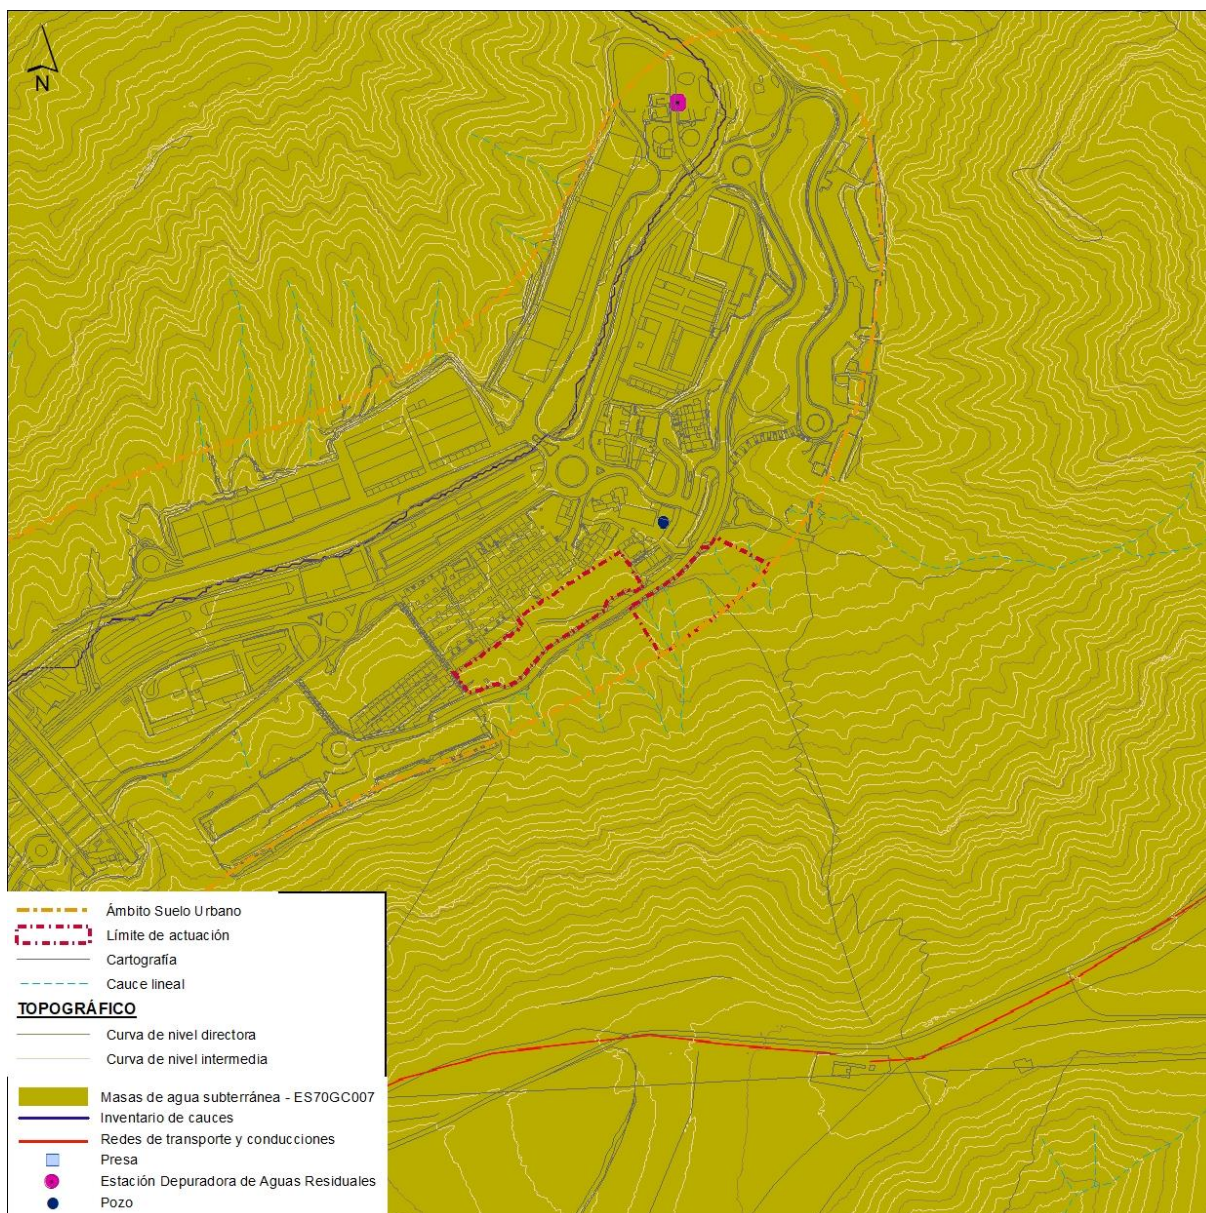 N
Ámbito Suelo Urbano
Límite de actuación
Cartografía
Cauce lineal
TOPOGRÁFICO
Curva de nivel directora
Curva de nivel intermedia
Masas de agua subterránea - ES70GC007
Inventario de cauces
Redes de transporte y conducciones
Presa
Estación Depuradora de Aguas Residuales
Pozo